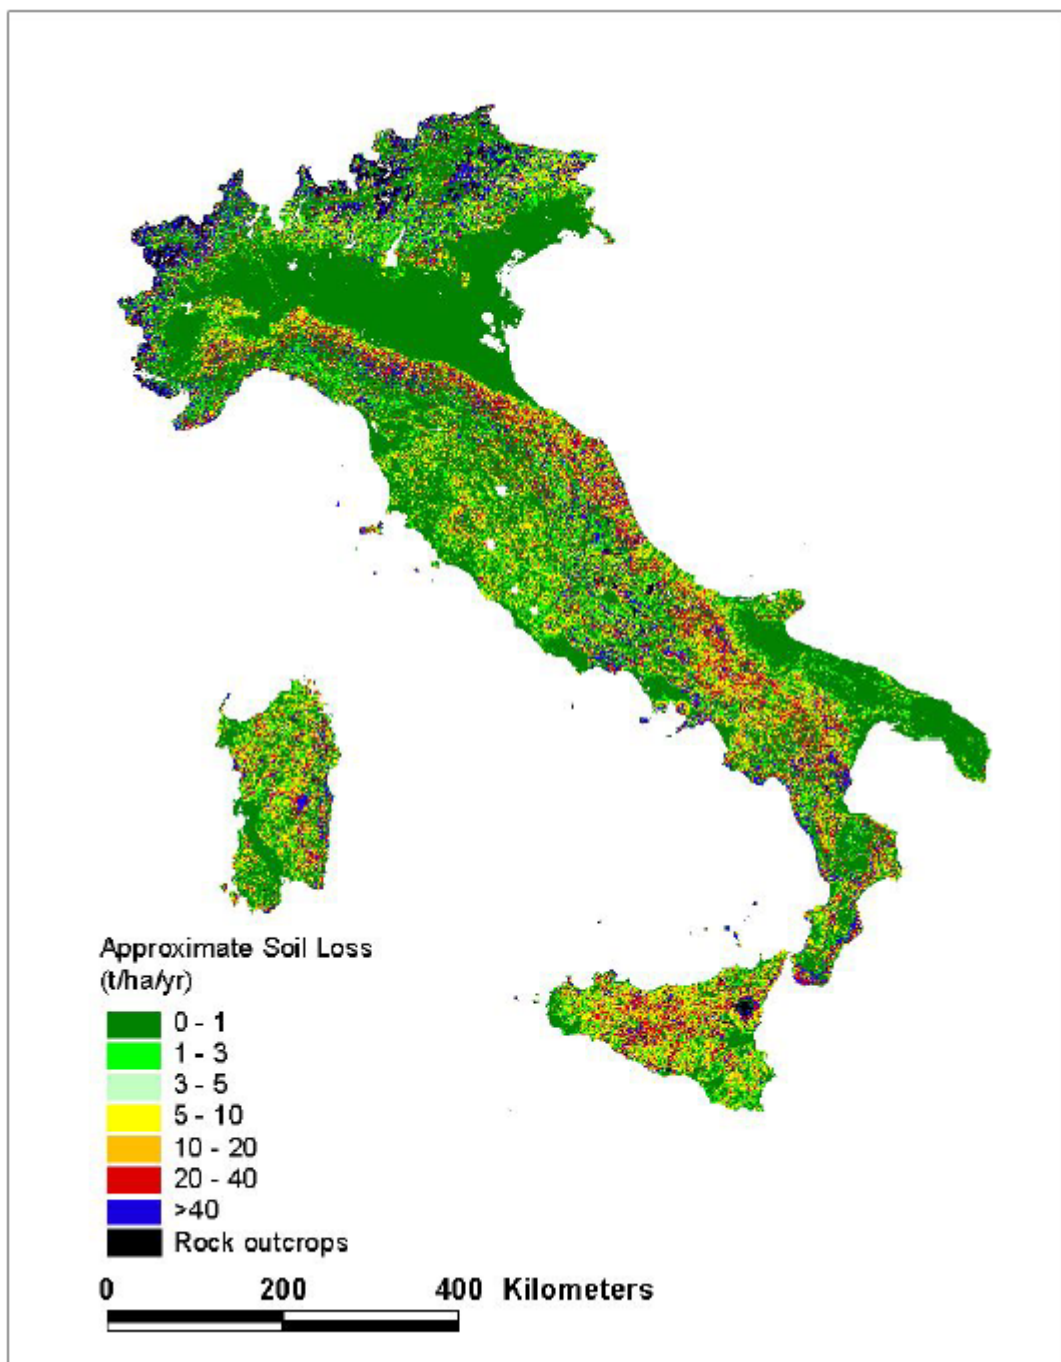 Approximate Soil Loss
(t/ha/yr)
0 - 1
1 - 3
3 - 5
5 - 10
10 - 20
20 - 40
>40
Rock outcrops
0 200 400 Kilometers